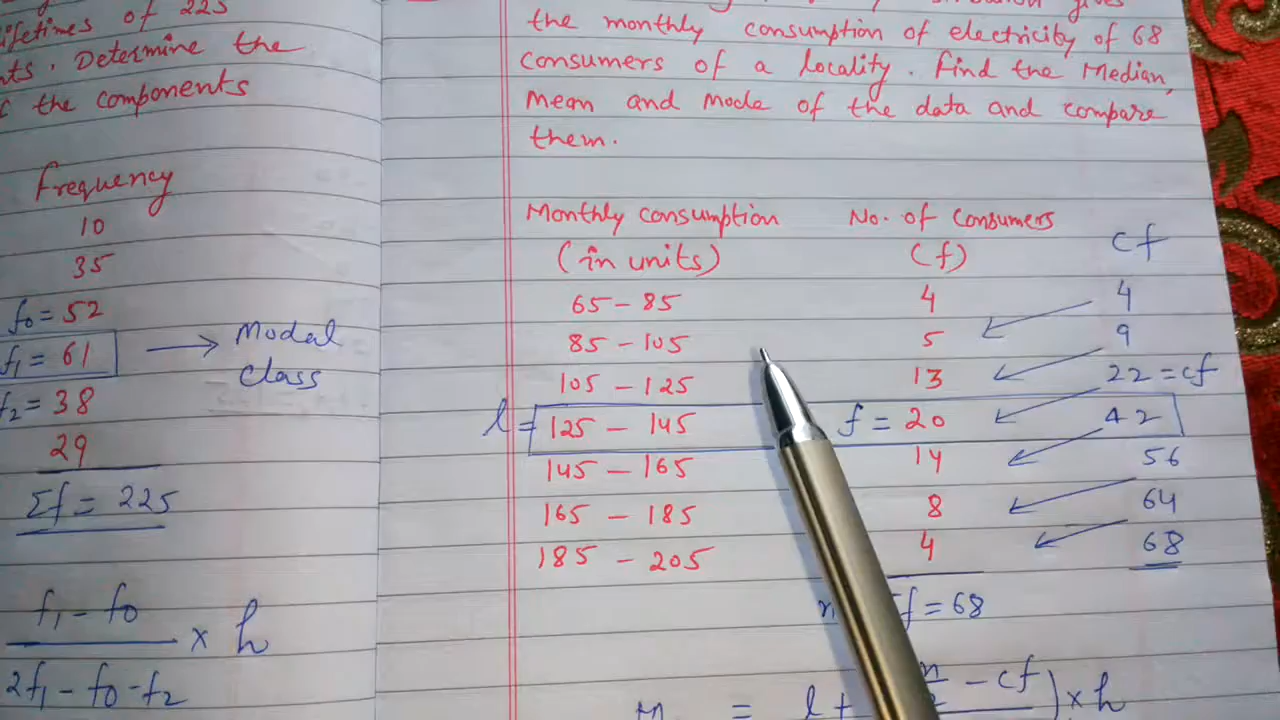 lifetimes of 225
nts. Determine the
the components
Frequency
10
35
f0 = 52
f1 = 61 → Modal
class
f2 = 38
29
Σf = 225
f1 - f0
× h
2f1 - f0 - f2
gives
the monthly consumption of electricity of 68
consumers of a locality. Find the Median,
Mean and Mode of the data and compare
them.
Monthly consumption No. of consumers cf
(in units) (f)
65 - 85 4 4
85 - 105 5 9
105 - 125 13 22 = cf
l = 125 - 145 f = 20 42
145 - 165 14 56
165 - 185 8 64
185 - 205 4 68
n f = 68
n - cf
= l + ) × h